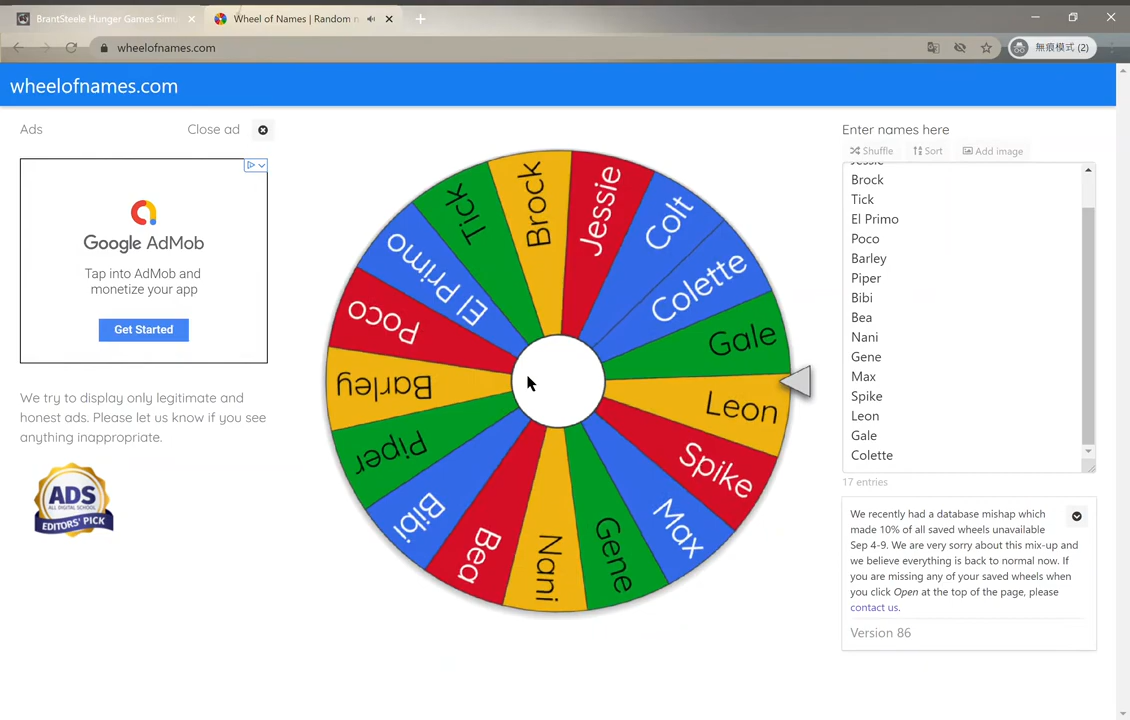 BrantSteele Hunger Games Simu
Wheel of Names | Random n
wheelofnames.com
無痕模式 (2)
wheelofnames.com
Ads
Close ad
Google AdMob
Tap into AdMob and
monetize your app
Get Started
We try to display only legitimate and
honest ads. Please let us know if you see
anything inappropriate.
ADS
ALL DIGITAL SCHOOL
EDITORS' PICK
Brock
Jessie
Colt
Colette
Gale
Leon
Spike
Max
Gene
Nani
Bea
Bibi
Piper
Barley
Poco
El Primo
Tick
Enter names here
Shuffle
Sort
Add image
Jessie
Brock
Tick
El Primo
Poco
Barley
Piper
Bibi
Bea
Nani
Gene
Max
Spike
Leon
Gale
Colette
17 entries
We recently had a database mishap which
made 10% of all saved wheels unavailable
Sep 4-9. We are very sorry about this mix-up and
we believe everything is back to normal now. If
you are missing any of your saved wheels when
you click Open at the top of the page, please
contact us.
Version 86